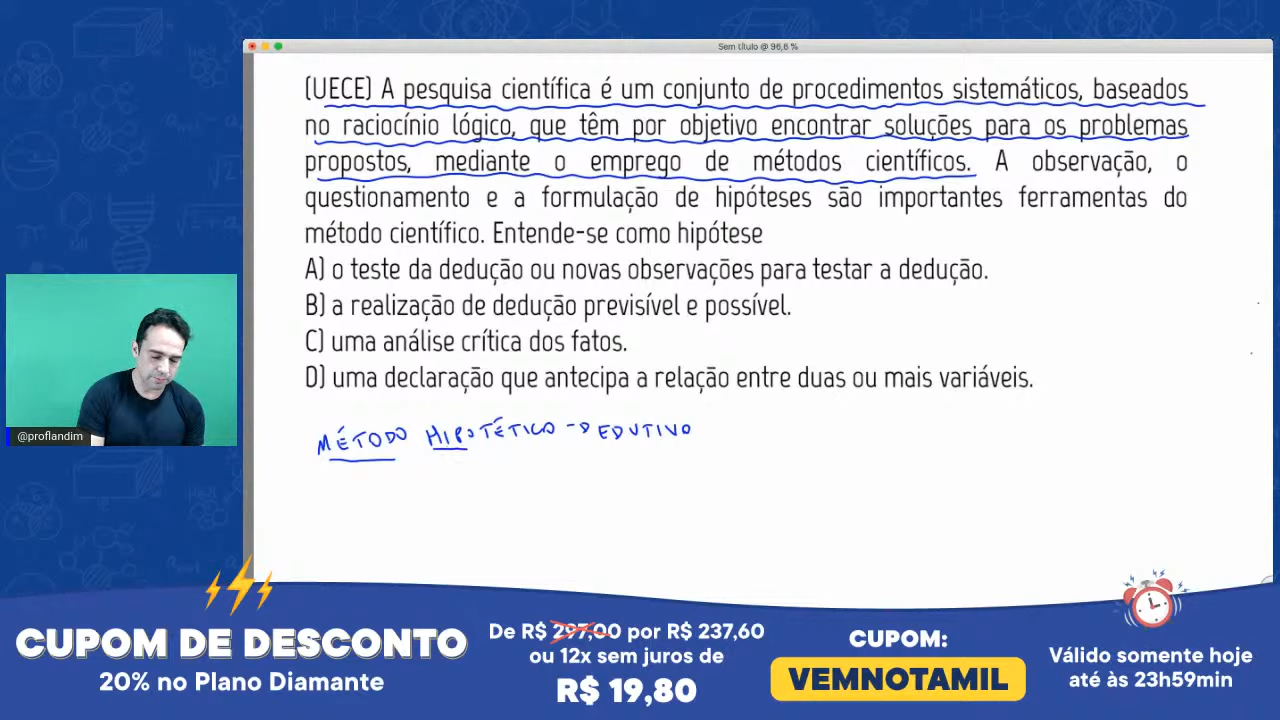 Sem título @ 96,6 %
(UECE) A pesquisa científica é um conjunto de procedimentos sistemáticos, baseados
no raciocínio lógico, que têm por objetivo encontrar soluções para os problemas
propostos, mediante o emprego de métodos científicos. A observação, o
questionamento e a formulação de hipóteses são importantes ferramentas do
método científico. Entende-se como hipótese
A) o teste da dedução ou novas observações para testar a dedução.
B) a realização de dedução previsível e possível.
C) uma análise crítica dos fatos.
D) uma declaração que antecipa a relação entre duas ou mais variáveis.
MÉTODO HIPOTÉTICO-DEDUTIVO
@proflandim
CUPOM DE DESCONTO
20% no Plano Diamante
De R$ 297,00 por R$ 237,60
ou 12x sem juros de
R$ 19,80
CUPOM:
VEMNOTAMIL
Válido somente hoje
até às 23h59min